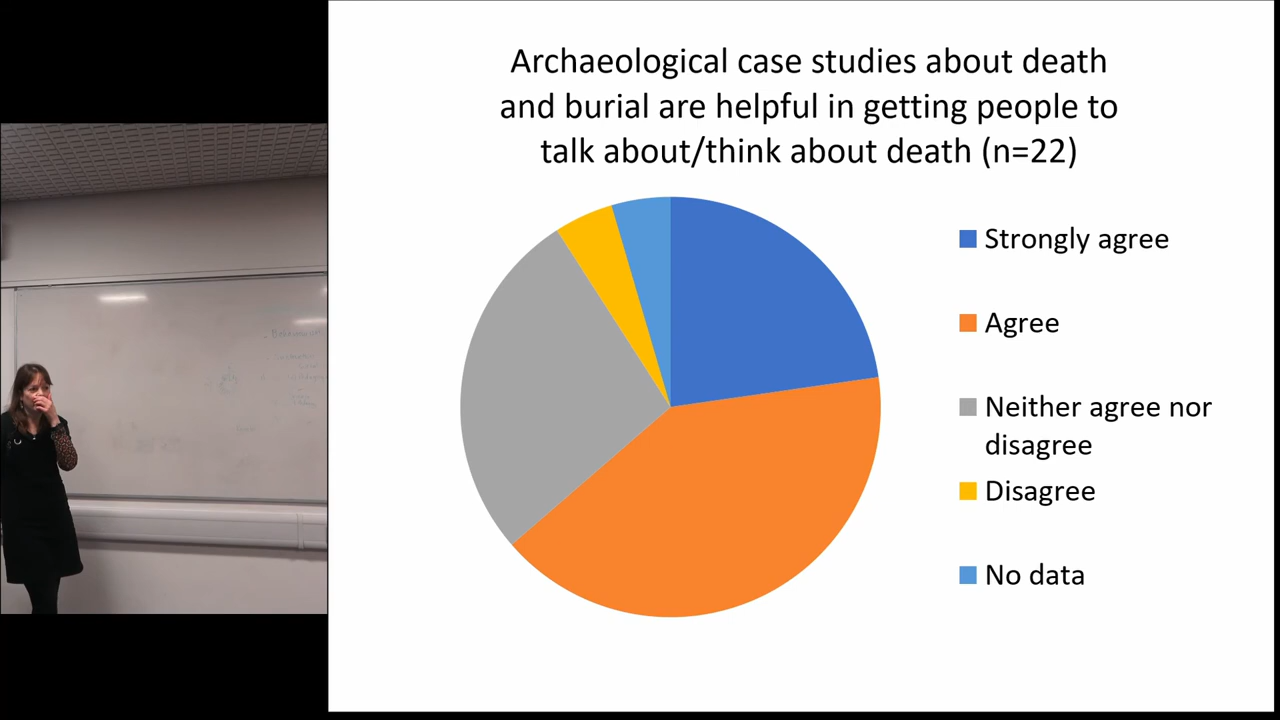 Archaeological case studies about death
and burial are helpful in getting people to
talk about/think about death (n=22)
Strongly agree
Agree
Neither agree nor
disagree
Disagree
No data